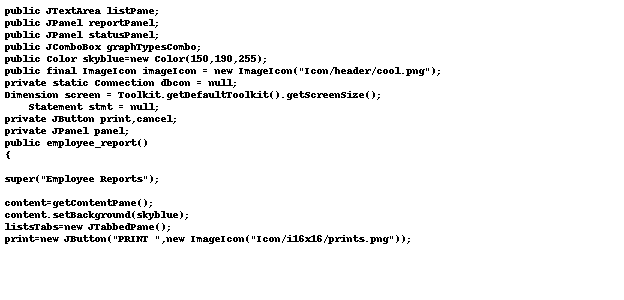 public JTextArea listPane;
public JPanel reportPanel;
public JPanel statusPanel;
public JComboBox graphTypesCombo;
public Color skyblue=new Color(150,190,255);
public final ImageIcon imageIcon = new ImageIcon("Icon/header/cool.png");
private static Connection dbcon = null;
Dimension screen = Toolkit.getDefaultToolkit().getScreenSize();
    Statement stmt = null;
private JButton print,cancel;
private JPanel panel;
public employee_report()
{
super("Employee Reports");
content=getContentPane();
content.setBackground(skyblue);
listsTabs=new JTabbedPane();
print=new JButton("PRINT ",new ImageIcon("Icon/i16x16/prints.png"));